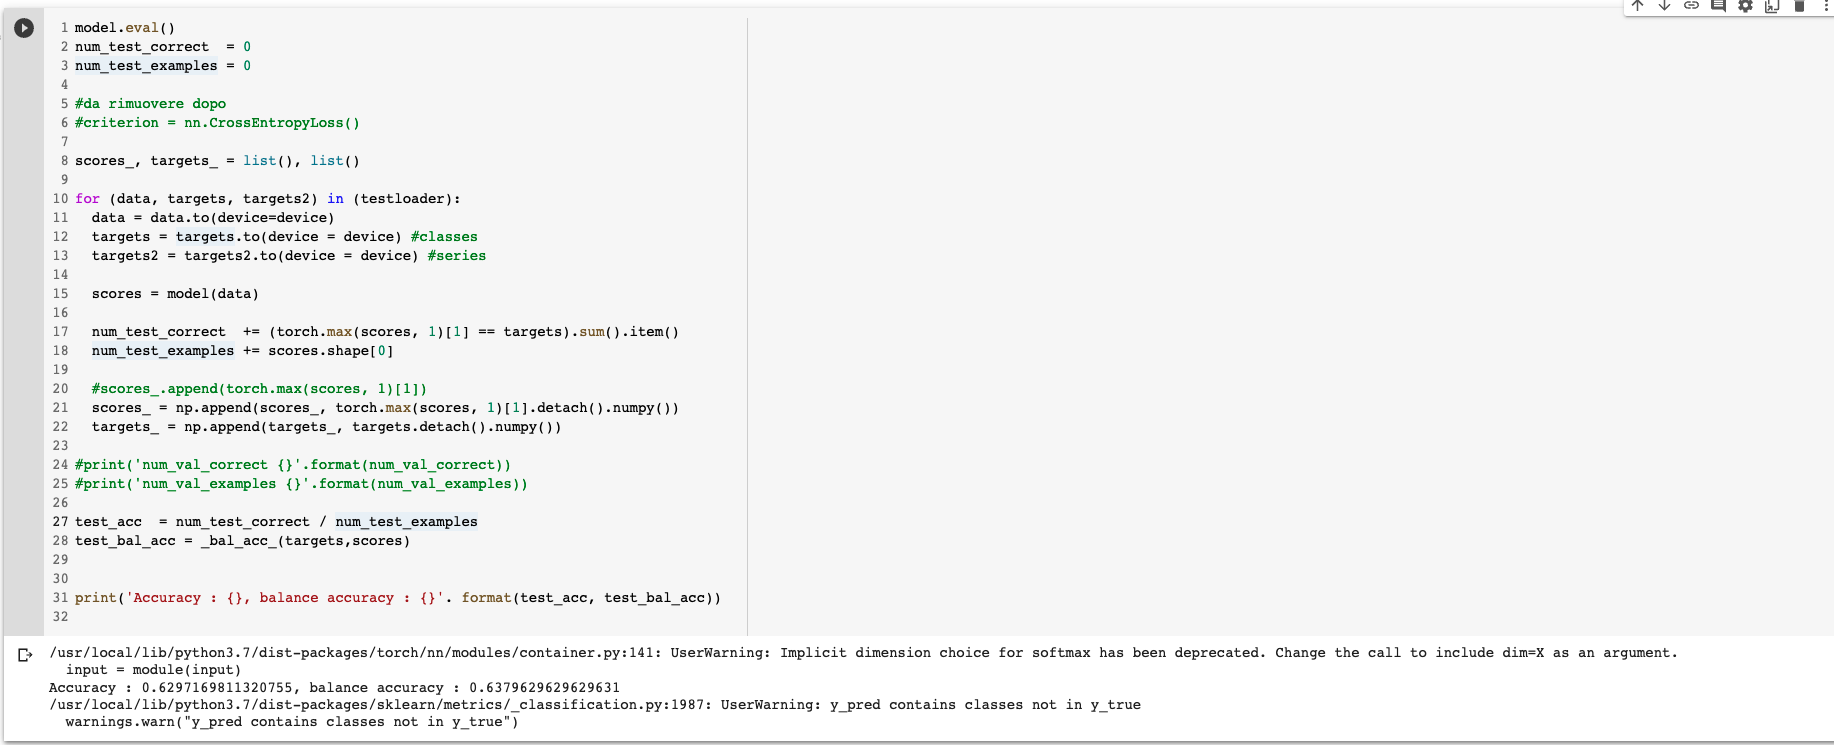 1 model.eval()
2 num_test_correct  = 0
3 num_test_examples = 0
4
5 #da rimuovere dopo
6 #criterion = nn.CrossEntropyLoss()
7
8 scores_, targets_ = list(), list()
9
10 for (data, targets, targets2) in (testloader):
11   data = data.to(device=device)
12   targets = targets.to(device = device) #classes
13   targets2 = targets2.to(device = device) #series
14
15   scores = model(data)
16
17   num_test_correct  += (torch.max(scores, 1)[1] == targets).sum().item()
18   num_test_examples += scores.shape[0]
19
20   #scores_.append(torch.max(scores, 1)[1])
21   scores_ = np.append(scores_, torch.max(scores, 1)[1].detach().numpy())
22   targets_ = np.append(targets_, targets.detach().numpy())
23
24 #print('num_val_correct {}'.format(num_val_correct))
25 #print('num_val_examples {}'.format(num_val_examples))
26
27 test_acc  = num_test_correct / num_test_examples
28 test_bal_acc = _bal_acc_(targets,scores)
29
30
31 print('Accuracy : {}, balance accuracy : {}'. format(test_acc, test_bal_acc))
32
/usr/local/lib/python3.7/dist-packages/torch/nn/modules/container.py:141: UserWarning: Implicit dimension choice for softmax has been deprecated. Change the call to include dim=X as an argument.
  input = module(input)
Accuracy : 0.6297169811320755, balance accuracy : 0.6379629629629631
/usr/local/lib/python3.7/dist-packages/sklearn/metrics/_classification.py:1987: UserWarning: y_pred contains classes not in y_true
  warnings.warn("y_pred contains classes not in y_true")